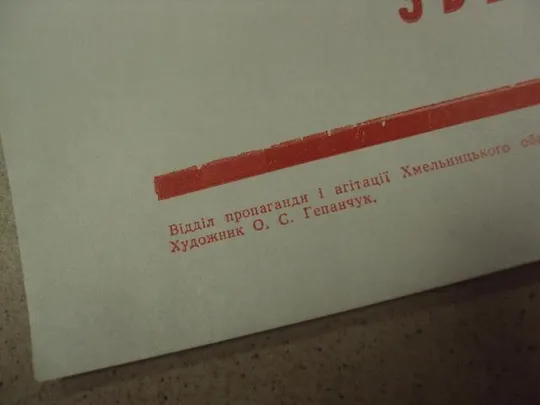 Відділ пропаганди і агітації Хмельницького
Художник О. С. Гепанчук.